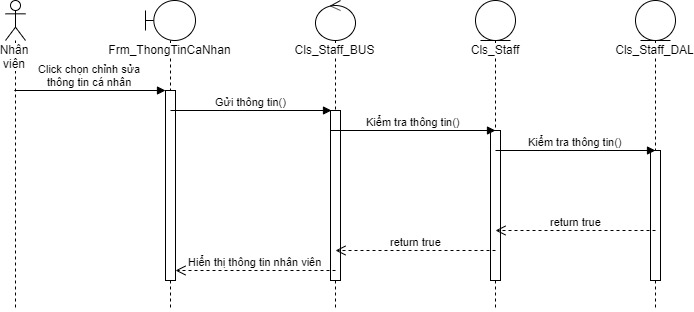 Nhân
viên
Frm_ThongTinCaNhan
Cls_Staff_BUS
Cls_Staff
Cls_Staff_DAL
Click chọn chỉnh sửa
thông tin cá nhân
Gửi thông tin()
Kiểm tra thông tin()
Kiểm tra thông tin()
return true
return true
Hiển thị thông tin nhân viên